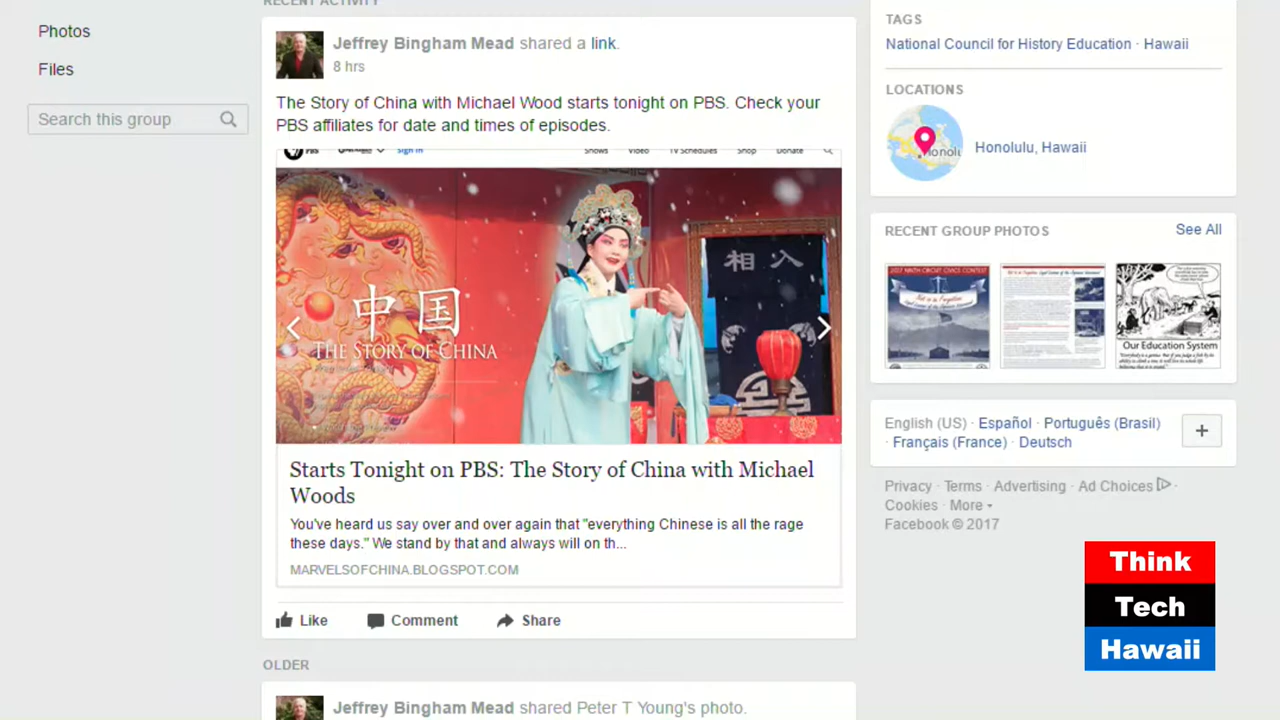 RECENT ACTIVITY
Photos
Files
Search this group
Jeffrey Bingham Mead shared a link.
8 hrs
The Story of China with Michael Wood starts tonight on PBS. Check your
PBS affiliates for date and times of episodes.
PBS
Sign in
Shows Video TV Schedules Shop Donate
相 入
中国
THE STORY OF CHINA
Starts Tonight on PBS: The Story of China with Michael
Woods
You've heard us say over and over again that "everything Chinese is all the rage
these days." We stand by that and always will on th...
MARVELSOFCHINA.BLOGSPOT.COM
Like Comment Share
OLDER
Jeffrey Bingham Mead shared Peter T Young's photo.
TAGS
National Council for History Education · Hawaii
LOCATIONS
Honolulu, Hawaii
RECENT GROUP PHOTOS
See All
2017 NINTH CIRCUIT CIVICS CONTEST
Our Education System
English (US) · Español · Português (Brasil)
· Français (France) · Deutsch
+
Privacy · Terms · Advertising · Ad Choices ·
Cookies · More
Facebook © 2017
Think
Tech
Hawaii